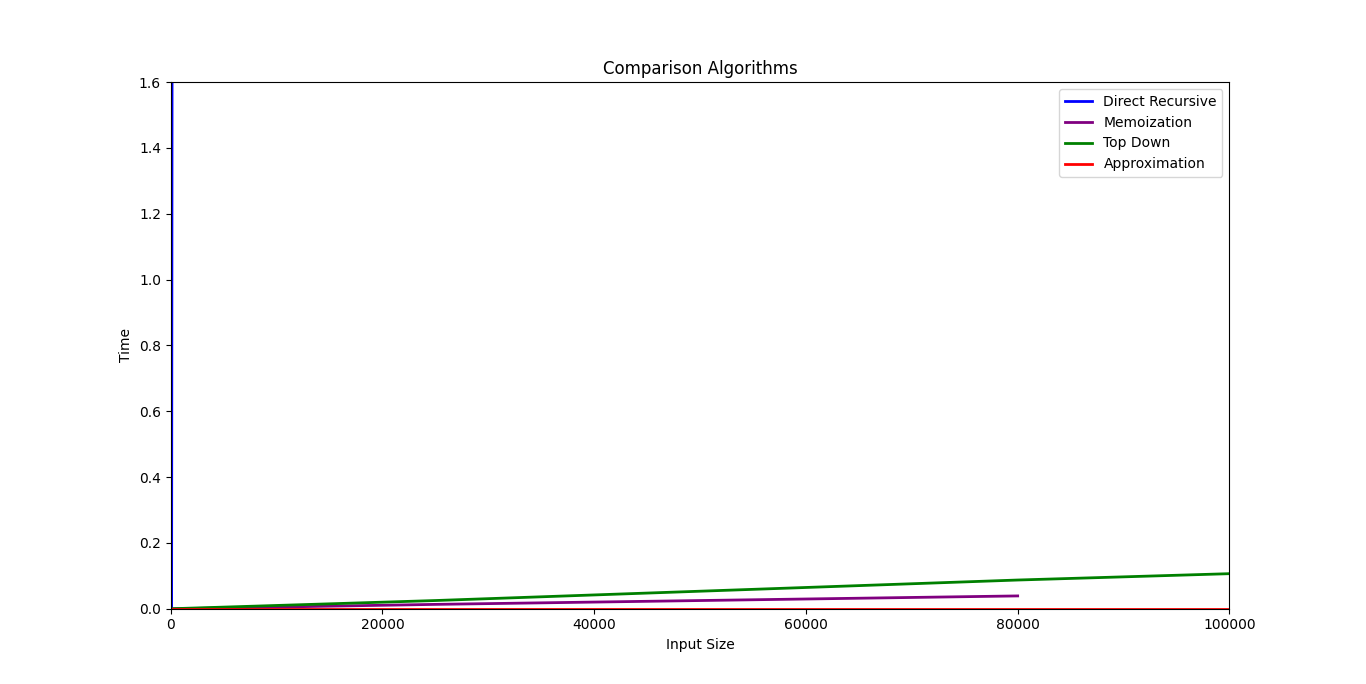 Comparison Algorithms
1.6
1.4
1.2
1.0
0.8
0.6
0.4
0.2
0.0
Time
Direct Recursive
Memoization
Top Down
Approximation
0 20000 40000 60000 80000 100000
Input Size